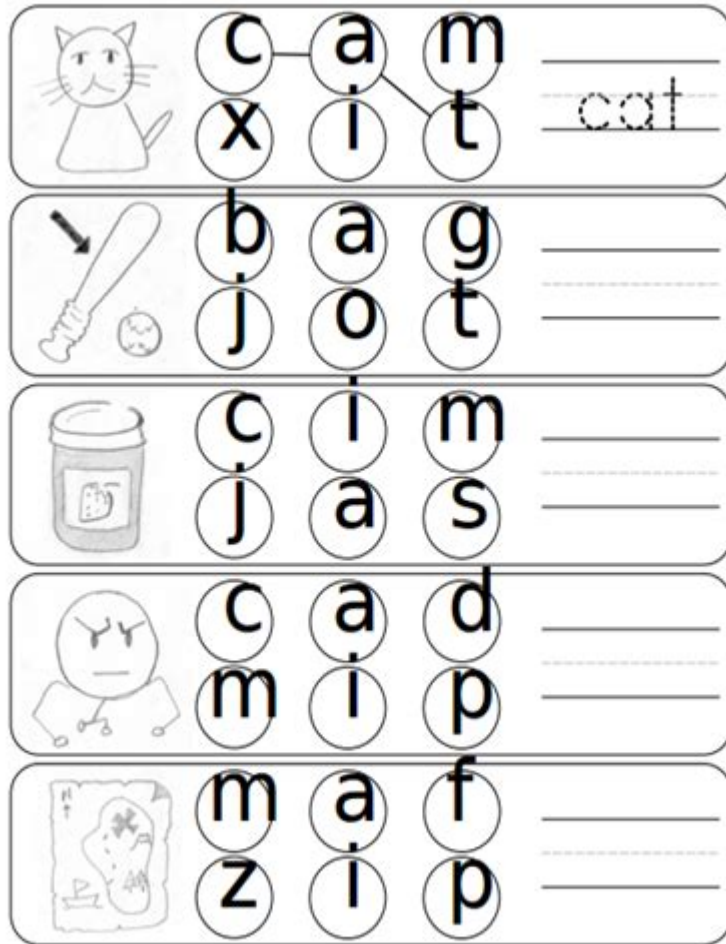 c a m
x i t
cat
b a g
j o t
c i m
j a s
c a d
m i p
m a f
z i p
N